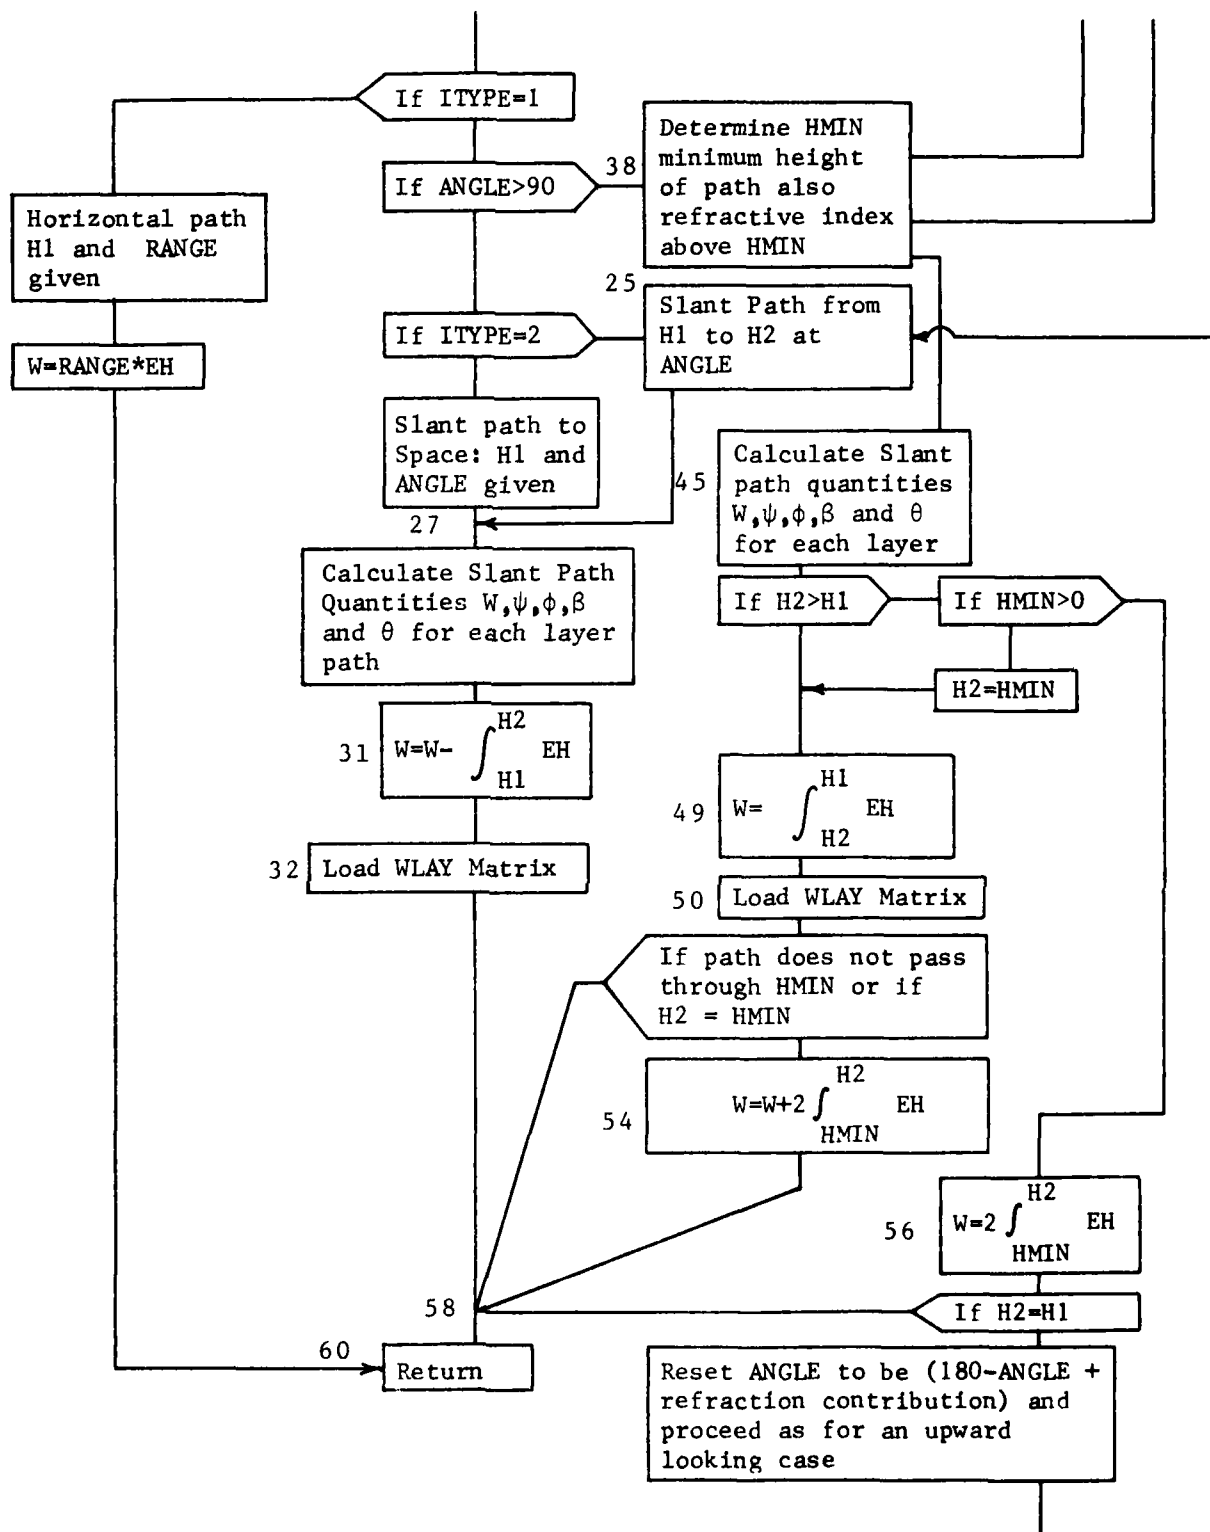 If ITYPE=1
Horizontal path
H1 and RANGE
given
W=RANGE*EH
If ANGLE>90
38
Determine HMIN
minimum height
of path also
refractive index
above HMIN
If ITYPE=2
25
Slant Path from
H1 to H2 at
ANGLE
Slant path to
Space: H1 and
ANGLE given
27
Calculate Slant Path
Quantities W,ψ,φ,β
and θ for each layer
path
31
W=W- ∫ EH
H2
H1
32
Load WLAY Matrix
45
Calculate Slant
path quantities
W,ψ,φ,β and θ
for each layer
If H2>H1
If HMIN>0
H2=HMIN
49
W= ∫ EH
H1
H2
50
Load WLAY Matrix
If path does not pass
through HMIN or if
H2 = HMIN
54
W=W+2 ∫ EH
H2
HMIN
56
W=2 ∫ EH
H2
HMIN
58
If H2=H1
60
Return
Reset ANGLE to be (180-ANGLE +
refraction contribution) and
proceed as for an upward
looking case